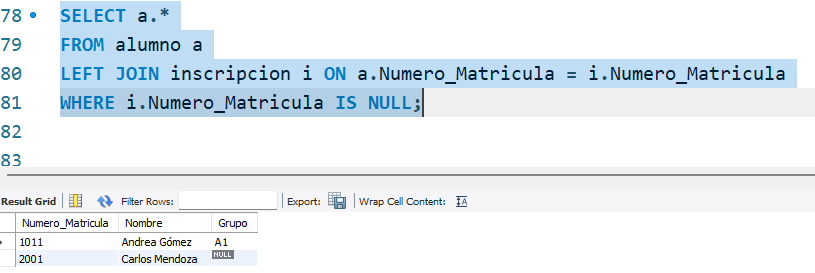 78 SELECT a.*
79 FROM alumno a
80 LEFT JOIN inscripcion i ON a.Numero_Matricula = i.Numero_Matricula
81 WHERE i.Numero_Matricula IS NULL;
82
83
Result Grid Filter Rows: Export: Wrap Cell Content: IA
Numero_Matricula Nombre Grupo
1011 Andrea Gómez A1
2001 Carlos Mendoza NULL